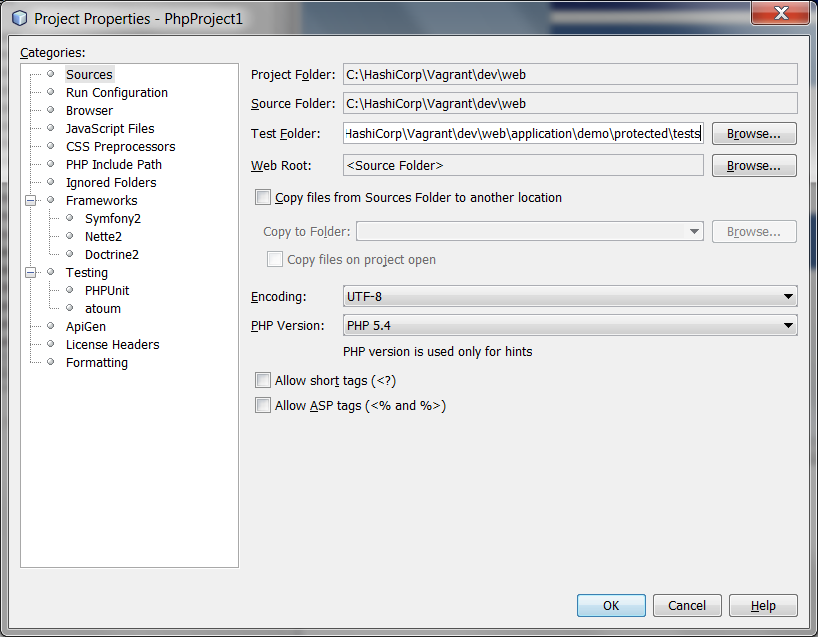 Project Properties - PhpProject1
Categories:
Sources
Run Configuration
Browser
JavaScript Files
CSS Preprocessors
PHP Include Path
Ignored Folders
Frameworks
Symfony2
Nette2
Doctrine2
Testing
PHPUnit
atoum
ApiGen
License Headers
Formatting
Project Folder: C:\HashiCorp\Vagrant\dev\web
Source Folder: C:\HashiCorp\Vagrant\dev\web
Test Folder: HashiCorp\Vagrant\dev\web\application\demo\protected\tests Browse...
Web Root: <Source Folder> Browse...
Copy files from Sources Folder to another location
Copy to Folder: Browse...
Copy files on project open
Encoding: UTF-8
PHP Version: PHP 5.4
PHP version is used only for hints
Allow short tags (<?)
Allow ASP tags (<% and %>)
OK Cancel Help